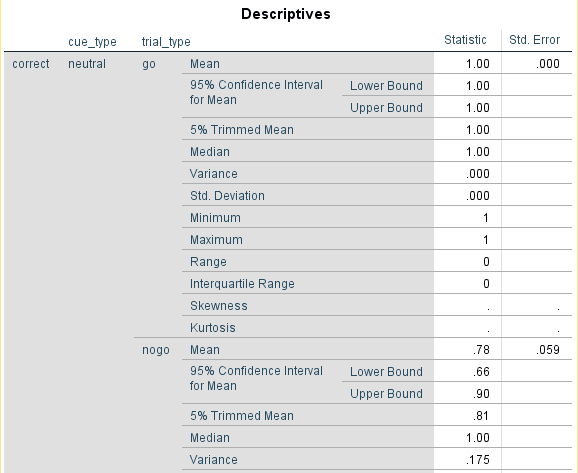 Descriptives
cue_type trial_type Statistic Std. Error
correct neutral go Mean 1.00 .000
95% Confidence Interval for Mean Lower Bound 1.00
Upper Bound 1.00
5% Trimmed Mean 1.00
Median 1.00
Variance .000
Std. Deviation .000
Minimum 1
Maximum 1
Range 0
Interquartile Range 0
Skewness . .
Kurtosis . .
nogo Mean .78 .059
95% Confidence Interval for Mean Lower Bound .66
Upper Bound .90
5% Trimmed Mean .81
Median 1.00
Variance .175